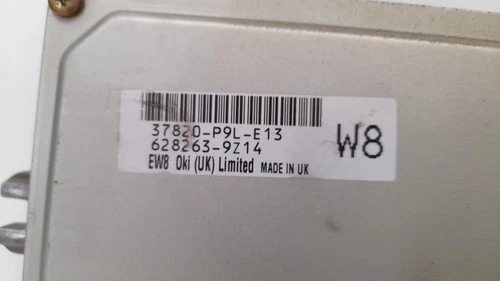 37820-P9L-E13
628263-9Z14
EW8 Oki (UK) Limited MADE IN UK
W8